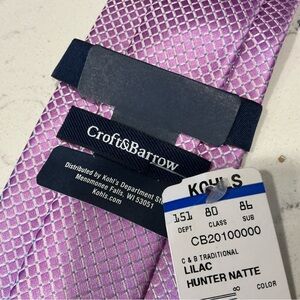 Croft&Barrow
Distributed by Kohl's Department St
Menomonee Falls, WI 53051
Kohls.com
KOHLS
151 80 86
DEPT CLASS SUB
CB20100000
C & B TRADITIONAL
LILAC
HUNTER NATTE
COLOR